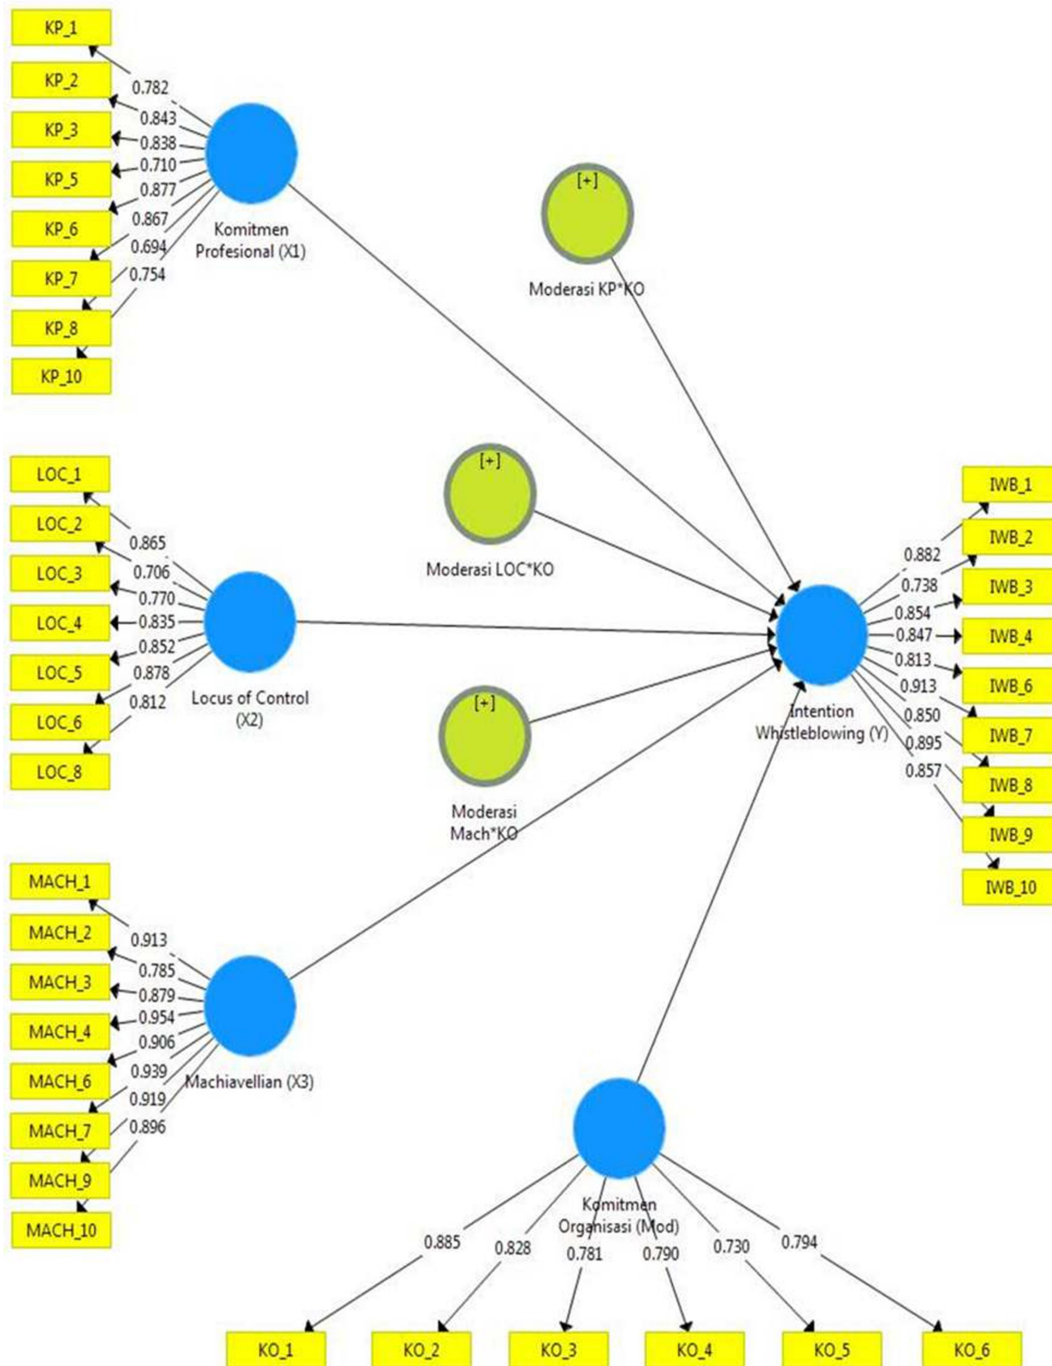 KP_1
KP_2
KP_3
KP_5
KP_6
KP_7
KP_8
KP_10
0.782
0.843
0.838
0.710
0.877
0.867
0.694
0.754
Komitmen
Profesional (X1)
[+]
Moderasi KP*KO
LOC_1
LOC_2
LOC_3
LOC_4
LOC_5
LOC_6
LOC_8
0.865
0.706
0.770
0.835
0.852
0.878
0.812
Locus of Control
(X2)
[+]
Moderasi LOC*KO
[+]
Moderasi
Mach*KO
Intention
Whistleblowing (Y)
0.882
0.738
0.854
0.847
0.813
0.913
0.850
0.895
0.857
IWB_1
IWB_2
IWB_3
IWB_4
IWB_6
IWB_7
IWB_8
IWB_9
IWB_10
MACH_1
MACH_2
MACH_3
MACH_4
MACH_6
MACH_7
MACH_9
MACH_10
0.913
0.785
0.879
0.954
0.906
0.939
0.919
0.896
Machiavellian (X3)
Komitmen
Organisasi (Mod)
0.885
0.828
0.781
0.790
0.730
0.794
KO_1
KO_2
KO_3
KO_4
KO_5
KO_6